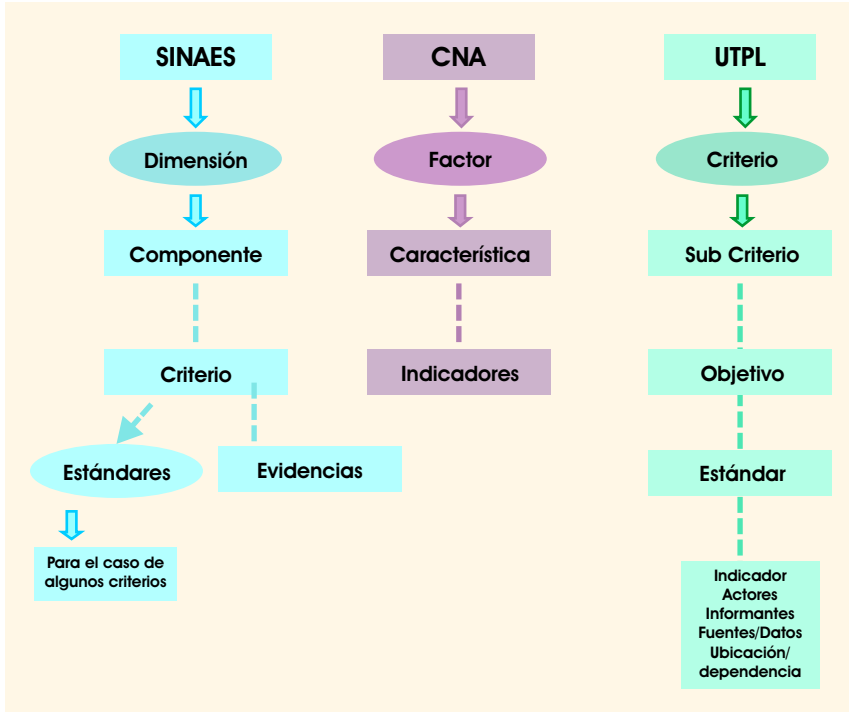 SINAES
Dimensión
Componente
Criterio
Estándares
Evidencias
Para el caso de
algunos criterios
CNA
Factor
Característica
Indicadores
UTPL
Criterio
Sub Criterio
Objetivo
Estándar
Indicador
Actores
Informantes
Fuentes/Datos
Ubicación/
dependencia